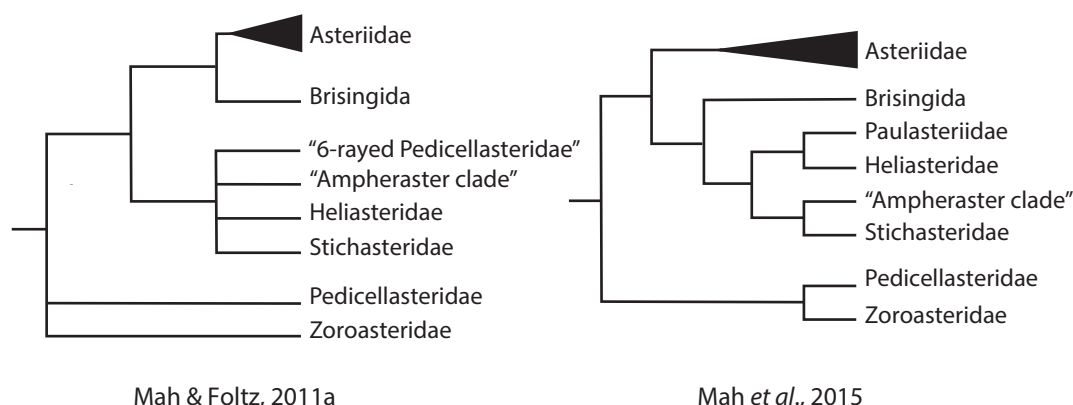 Asteriidae
Brisingida
“6-rayed Pedicellasteridae”
“Ampheraster clade”
Heliasteridae
Stichasteridae
Pedicellasteridae
Zoroasteridae
Mah & Foltz, 2011a
Asteriidae
Brisingida
Paulasteriidae
Heliasteridae
“Ampheraster clade”
Stichasteridae
Pedicellasteridae
Zoroasteridae
Mah et al., 2015